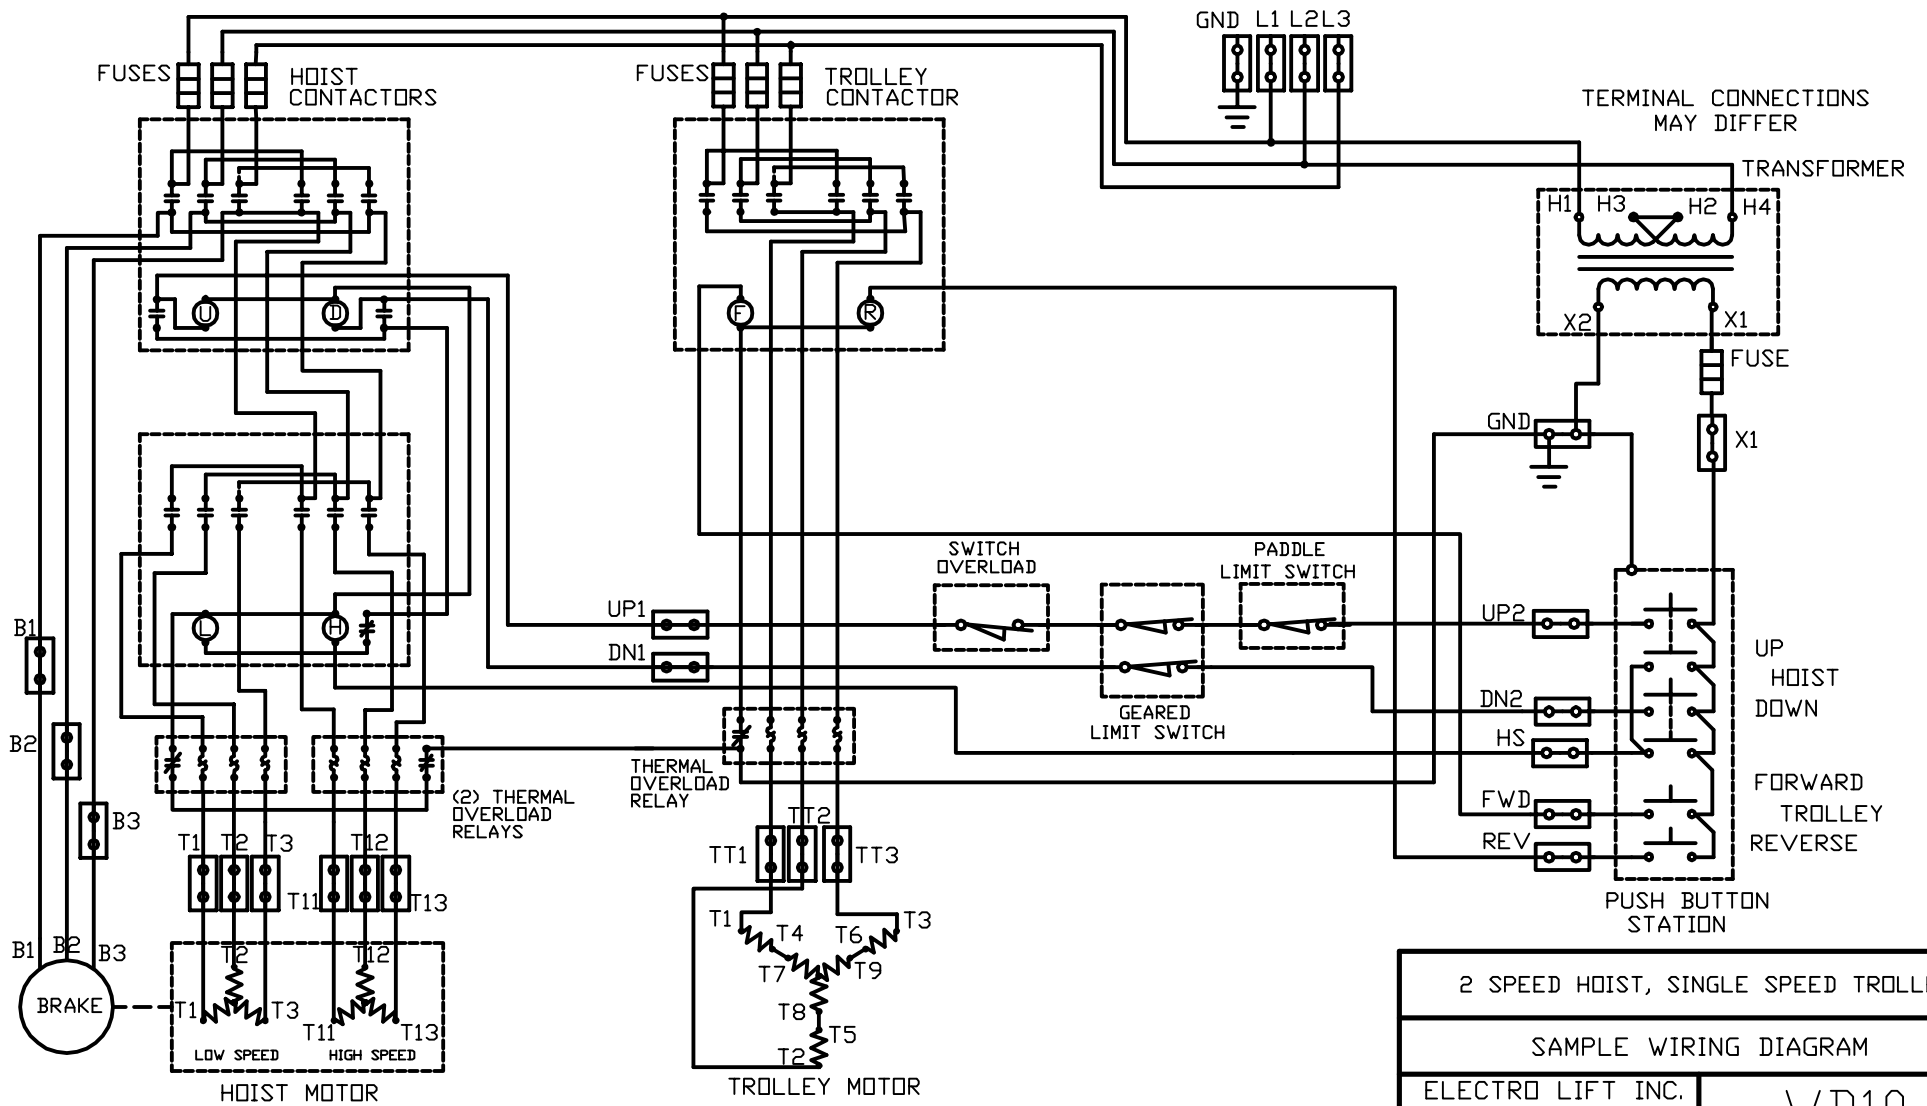 GND L1 L2 L3
FUSES
HOIST
CONTACTORS
FUSES
TROLLEY
CONTACTOR
TERMINAL CONNECTIONS
MAY DIFFER
TRANSFORMER
H1 H3 H2 H4
X2 X1
FUSE
U D
F R
GND
X1
SWITCH
OVERLOAD
PADDLE
LIMIT SWITCH
UP1
UP2
L H
B1
DN1
UP
HOIST
DOWN
DN2
GEARED
LIMIT SWITCH
HS
B2
THERMAL
OVERLOAD
RELAY
(2) THERMAL
OVERLOAD
RELAYS
FORWARD
TROLLEY
REVERSE
FWD
REV
B3
T1 T2 T3 T12
T11 T13
TT1 TT2 TT3
PUSH BUTTON
STATION
T1 T4 T6 T3
T7 T9
T8
T5
T2
B1 B2 B3
BRAKE
T2 T12
T1 T3 T11 T13
LOW SPEED HIGH SPEED
HOIST MOTOR
TROLLEY MOTOR
2 SPEED HOIST, SINGLE SPEED
SAMPLE WIRING DIAGRAM
ELECTRO LIFT INC.